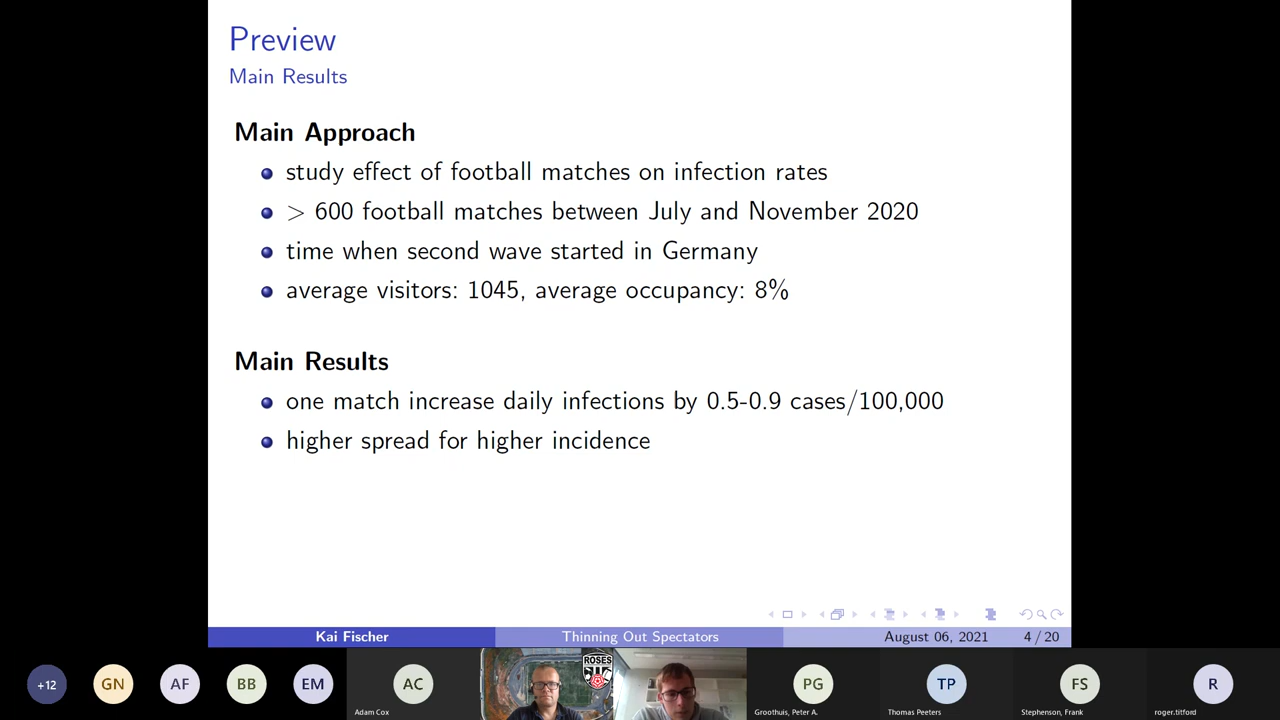 Preview
Main Results
Main Approach
study effect of football matches on infection rates
> 600 football matches between July and November 2020
time when second wave started in Germany
average visitors: 1045, average occupancy: 8%
Main Results
one match increase daily infections by 0.5-0.9 cases/100,000
higher spread for higher incidence
Kai Fischer
Thinning Out Spectators
August 06, 2021
4 / 20
+12
GN
AF
BB
EM
AC
Adam Cox
ROSES
PG
Groothuis, Peter A.
TP
Thomas Peeters
FS
Stephenson, Frank
R
roger.titford